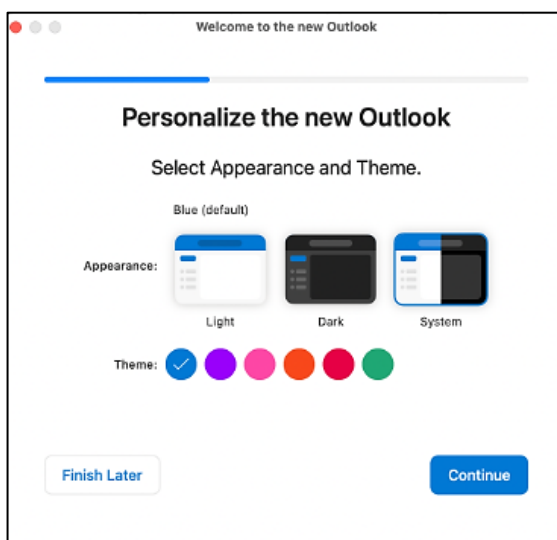 Welcome to the new Outlook
Personalize the new Outlook
Select Appearance and Theme.
Blue (default)
Appearance:
Light Dark System
Theme:
Finish Later Continue